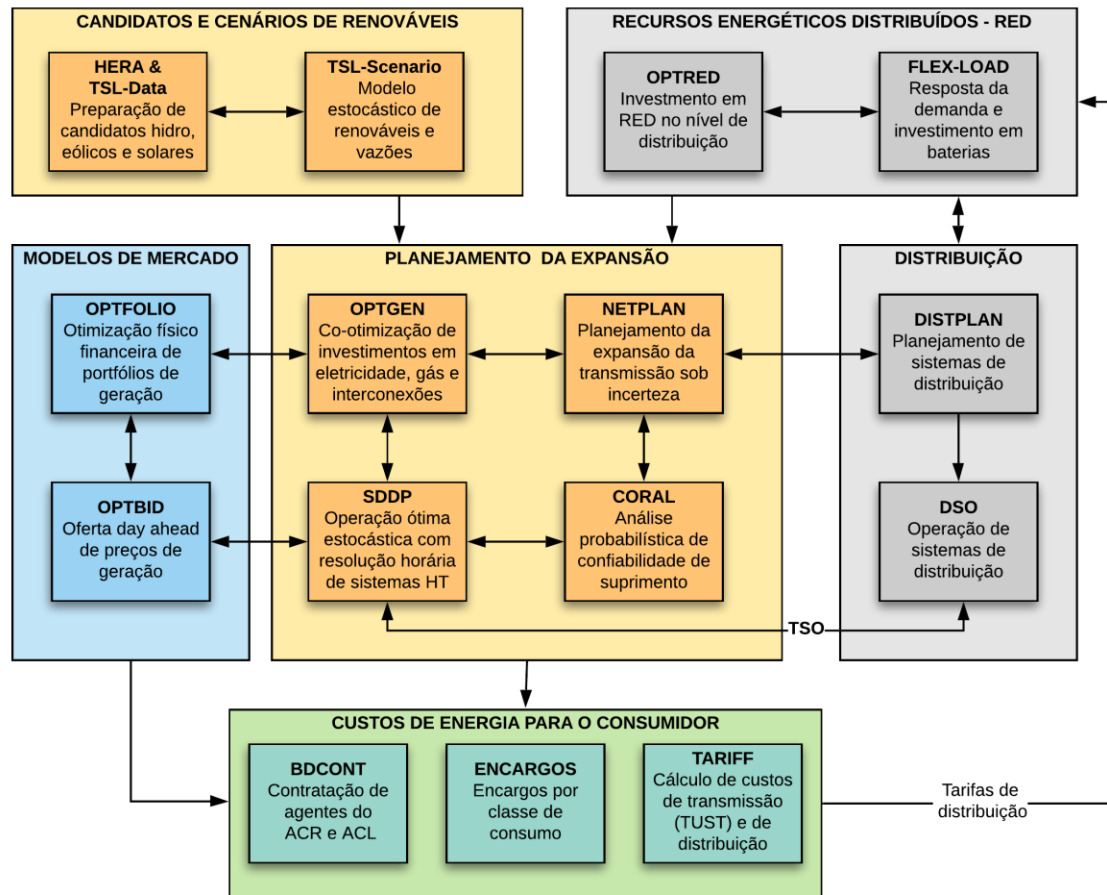 CANDIDATOS E CENÁRIOS DE RENOVÁVEIS
HERA &
TSL-Data
Preparação de
candidatos hidro,
eólicos e solares
TSL-Scenario
Modelo
estocástico de
renováveis e
vazões
RECURSOS ENERGÉTICOS DISTRIBUÍDOS - RED
OPTRED
Investmento em
RED no nível de
distribuição
FLEX-LOAD
Resposta da
demanda e
investimento em
baterias
MODELOS DE MERCADO
OPTFOLIO
Otimização físico
financeira de
portfólios de
geração
OPTBID
Oferta day ahead
de preços de
geração
PLANEJAMENTO DA EXPANSÃO
OPTGEN
Co-otimização de
investimentos em
eletricidade, gás e
interconexões
NETPLAN
Planejamento da
expansão da
transmissão sob
incerteza
SDDP
Operação ótima
estocástica com
resolução horária
de sistemas HT
CORAL
Análise
probabilística de
confiabilidade de
suprimento
DISTRIBUIÇÃO
DISTPLAN
Planejamento de
sistemas de
distribuição
DSO
Operação de
sistemas de
distribuição
TSO
CUSTOS DE ENERGIA PARA O CONSUMIDOR
BDCONT
Contratação de
agentes do
ACR e ACL
ENCARGOS
Encargos por
classe de
consumo
TARIFF
Cálculo de custos
de transmissão
(TUST) e de
distribuição
Tarifas de
distribuição